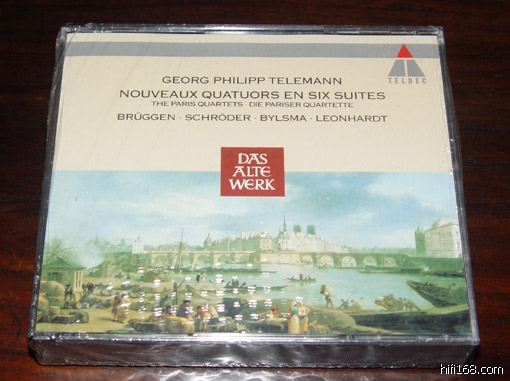 TELDEC
GEORG PHILIPP TELEMANN
NOUVEAUX QUATUORS EN SIX SUITES
THE PARIS QUARTETS · DIE PARISER QUARTETTE
BRÜGGEN · SCHRÖDER · BYLSMA · LEONHARDT
DAS
ALTE
WERK
hifi168.com